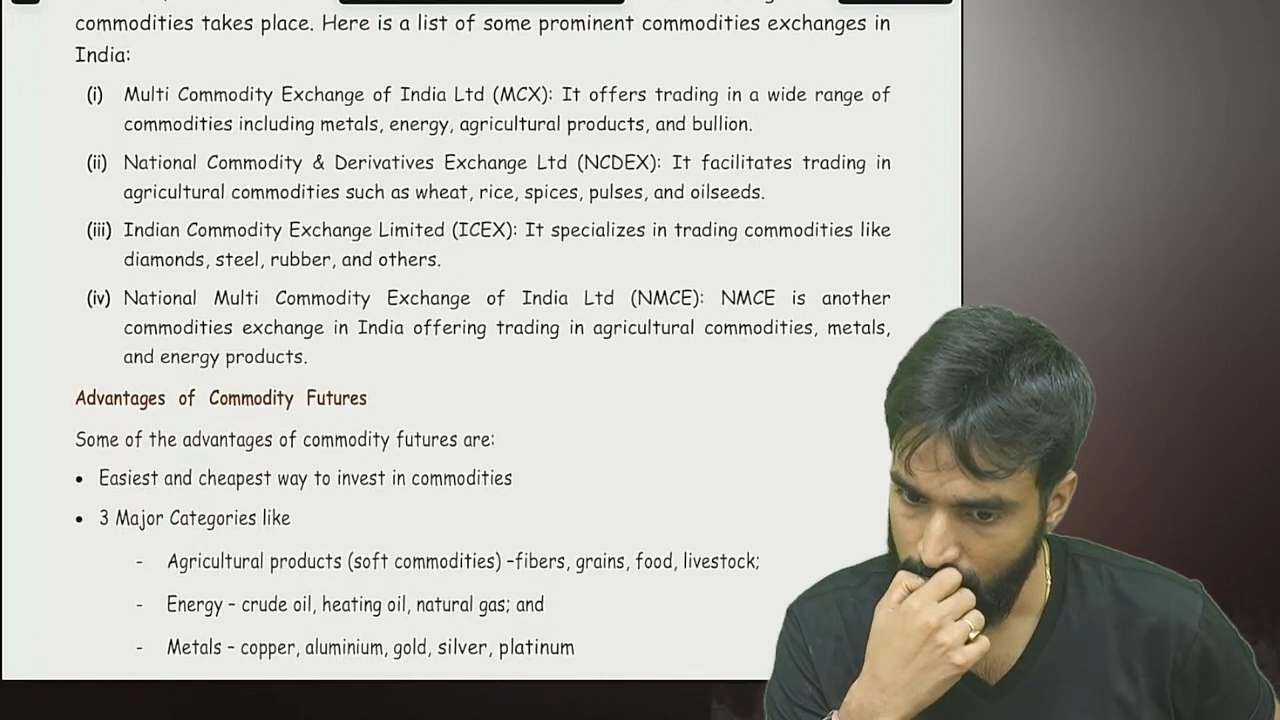 commodities takes place. Here is a list of some prominent commodities exchanges in
India:
(i) Multi Commodity Exchange of India Ltd (MCX): It offers trading in a wide range of
commodities including metals, energy, agricultural products, and bullion.
(ii) National Commodity & Derivatives Exchange Ltd (NCDEX): It facilitates trading in
agricultural commodities such as wheat, rice, spices, pulses, and oilseeds.
(iii) Indian Commodity Exchange Limited (ICEX): It specializes in trading commodities like
diamonds, steel, rubber, and others.
(iv) National Multi Commodity Exchange of India Ltd (NMCE): NMCE is another
commodities exchange in India offering trading in agricultural commodities, metals,
and energy products.
Advantages of Commodity Futures
Some of the advantages of commodity futures are:
• Easiest and cheapest way to invest in commodities
• 3 Major Categories like
- Agricultural products (soft commodities) –fibers, grains, food, livestock;
- Energy – crude oil, heating oil, natural gas; and
- Metals – copper, aluminium, gold, silver, platinum